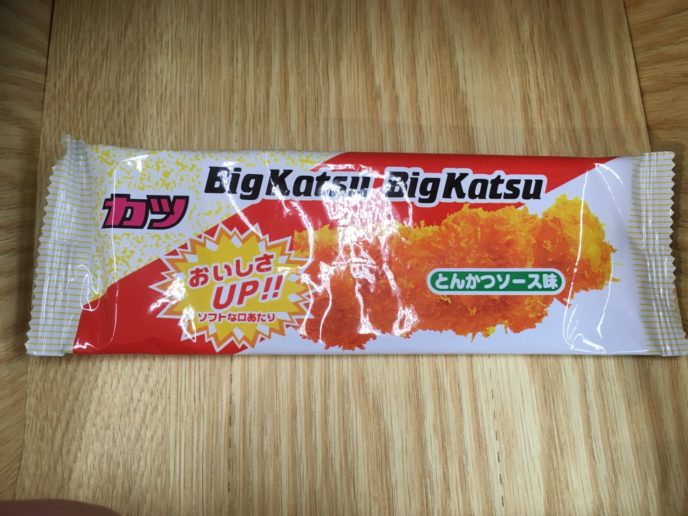 BigKatsu BigKatsu
カツ
おいしさ
UP!!
ソフトな口あたり
とんかつソース味